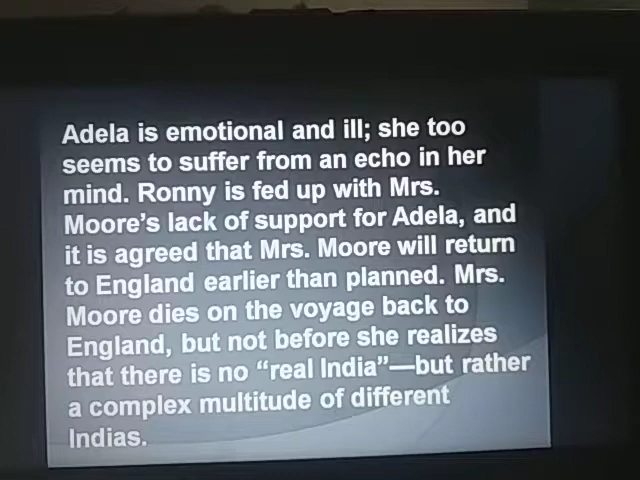 Adela is emotional and ill; she too
seems to suffer from an echo in her
mind. Ronny is fed up with Mrs.
Moore's lack of support for Adela, and
it is agreed that Mrs. Moore will return
to England earlier than planned. Mrs.
Moore dies on the voyage back to
England, but not before she realizes
that there is no “real India”—but rather
a complex multitude of different
Indias.